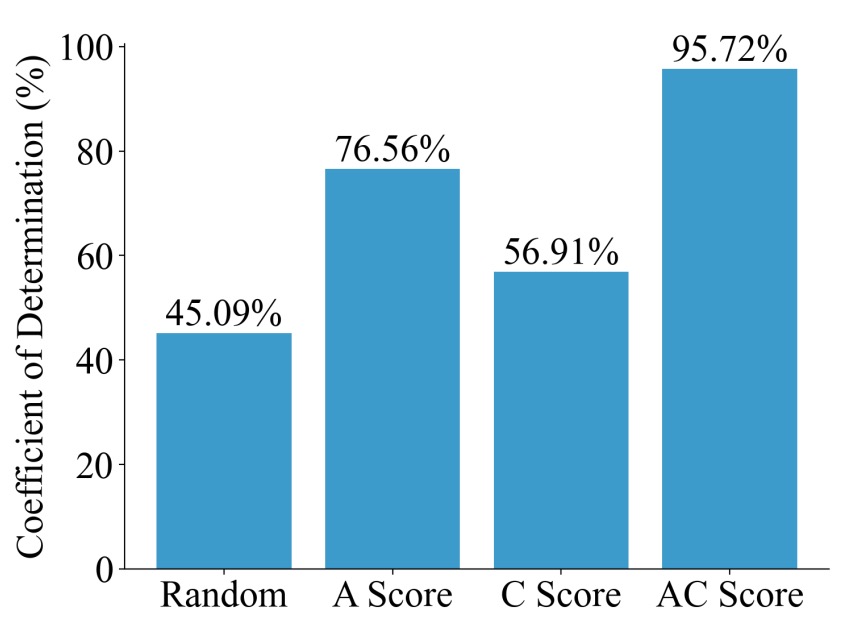 Coefficient of Determination (%)
100
80
60
40
20
0
45.09%
76.56%
56.91%
95.72%
Random
A Score
C Score
AC Score